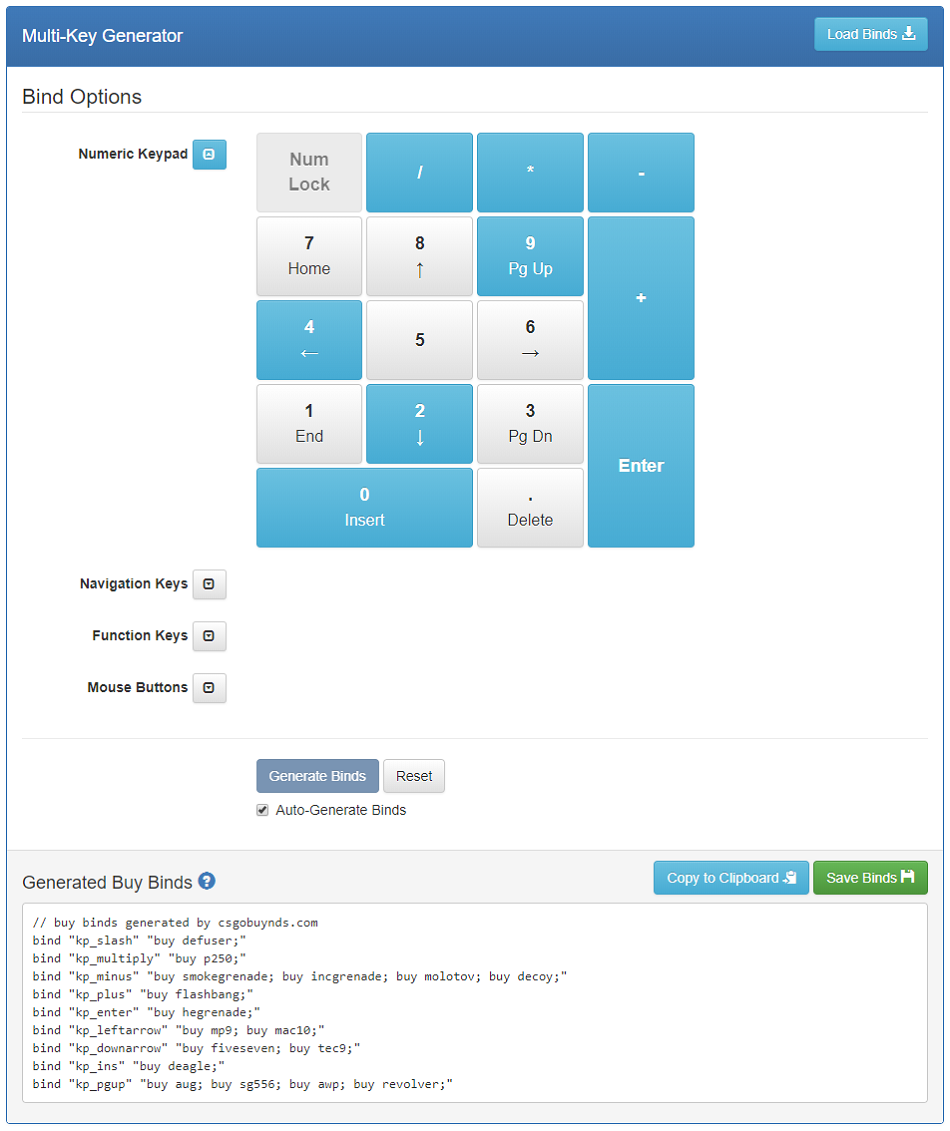 Multi-Key Generator
Load Binds
Bind Options
Numeric Keypad
Num
Lock
/
*
-
7
Home
8
↑
9
Pg Up
+
4
←
5
6
→
1
End
2
↓
3
Pg Dn
Enter
0
Insert
.
Delete
Navigation Keys
Function Keys
Mouse Buttons
Generate Binds
Reset
Auto-Generate Binds
Generated Buy Binds ?
Copy to Clipboard
Save Binds
// buy binds generated by csgobuynds.com
bind "kp_slash" "buy defuser;"
bind "kp_multiply" "buy p250;"
bind "kp_minus" "buy smokegrenade; buy incgrenade; buy molotov; buy decoy;"
bind "kp_plus" "buy flashbang;"
bind "kp_enter" "buy hegrenade;"
bind "kp_leftarrow" "buy mp9; buy mac10;"
bind "kp_downarrow" "buy fiveseven; buy tec9;"
bind "kp_ins" "buy deagle;"
bind "kp_pgup" "buy aug; buy sg556; buy awp; buy revolver;"